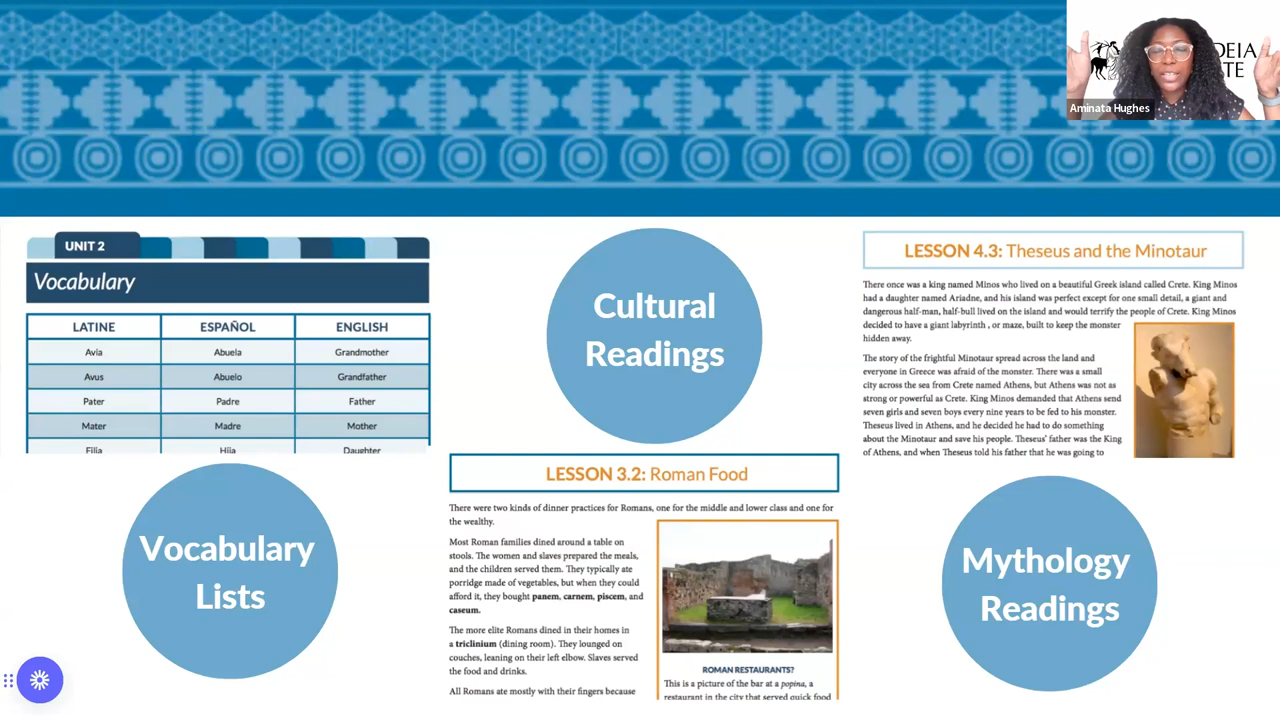 DEIA
TE
Aminata Hughes
UNIT 2
Vocabulary
LATINE ESPAÑOL ENGLISH
Avia Abuela Grandmother
Avus Abuelo Grandfather
Pater Padre Father
Mater Madre Mother
Filia Hija Daughter
Vocabulary
Lists
Cultural
Readings
LESSON 3.2: Roman Food
There were two kinds of dinner practices for Romans, one for the middle and lower class and one for
the wealthy.
Most Roman families dined around a table on
stools. The women and slaves prepared the meals,
and the children served them. They typically ate
porridge made of vegetables, but when they could
afford it, they bought panem, carnem, piscem, and
caseum.
The more elite Romans dined in their homes in
a triclinium (dining room). They lounged on
couches, leaning on their left elbow. Slaves served
the food and drinks.
All Romans ate mostly with their fingers because
ROMAN RESTAURANTS?
This is a picture of the bar at a popina, a
restaurant in the city that served quick food
LESSON 4.3: Theseus and the Minotaur
There once was a king named Minos who lived on a beautiful Greek island called Crete. King Minos
had a daughter named Ariadne, and his island was perfect except for one small detail, a giant and
dangerous half-man, half-bull lived on the island and would terrify the people of Crete. King Minos
decided to have a giant labyrinth , or maze, built to keep the monster
hidden away.
The story of the frightful Minotaur spread across the land and
everyone in Greece was afraid of the monster. There was a small
city across the sea from Crete named Athens, but Athens was not as
strong or powerful as Crete. King Minos demanded that Athens send
seven girls and seven boys every nine years to be fed to his monster.
Theseus lived in Athens, and he decided he had to do something
about the Minotaur and save his people. Theseus' father was the King
of Athens, and when Theseus told his father that he was going to
Mythology
Readings